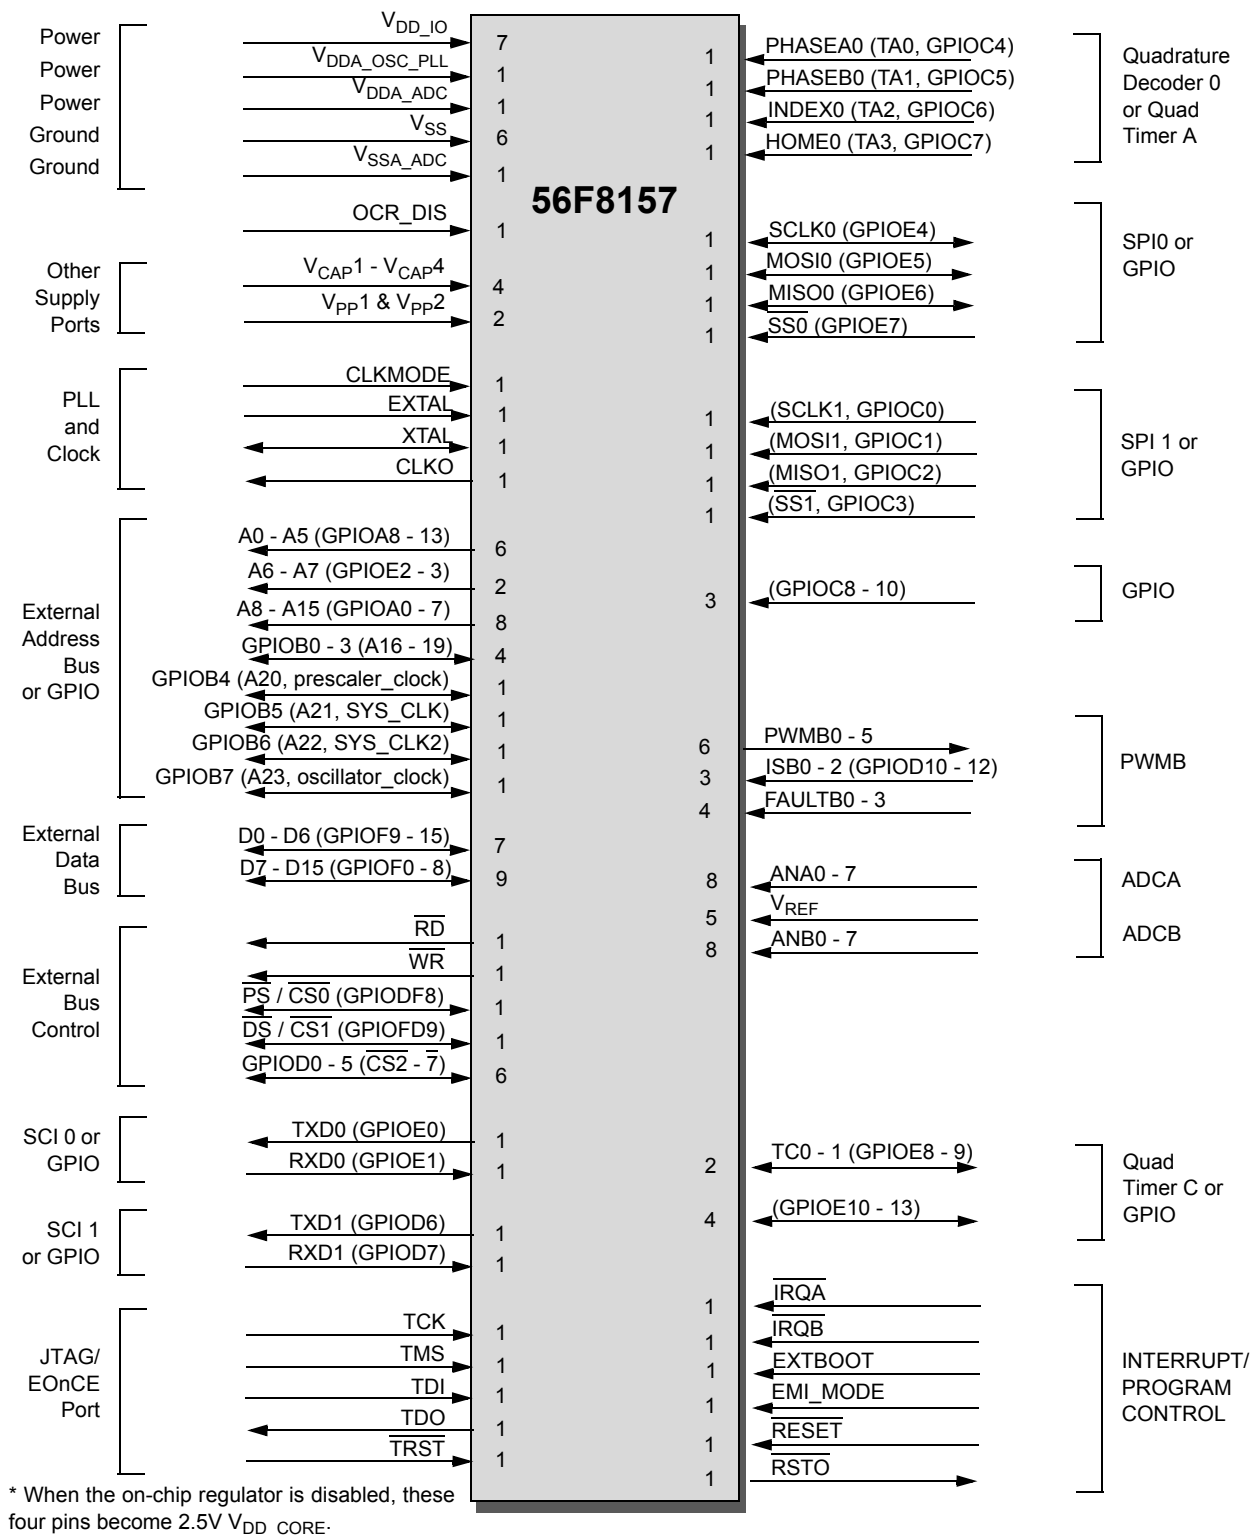 56F8157
Power
Power
Power
Ground
Ground
V_DD_IO 7
V_DDA_OSC_PLL 1
V_DDA_ADC 1
V_SS 6
V_SSA_ADC 1
OCR_DIS 1
Other
Supply
Ports
V_CAP1 - V_CAP4 4
V_PP1 & V_PP2 2
PLL
and
Clock
CLKMODE 1
EXTAL 1
XTAL 1
CLKO 1
External
Address
Bus
or GPIO
A0 - A5 (GPIOA8 - 13) 6
A6 - A7 (GPIOE2 - 3) 2
A8 - A15 (GPIOA0 - 7) 8
GPIOB0 - 3 (A16 - 19) 4
GPIOB4 (A20, prescaler_clock) 1
GPIOB5 (A21, SYS_CLK) 1
GPIOB6 (A22, SYS_CLK2) 1
GPIOB7 (A23, oscillator_clock) 1
External
Data
Bus
D0 - D6 (GPIOF9 - 15) 7
D7 - D15 (GPIOF0 - 8) 9
External
Bus
Control
RD 1
WR 1
PS / CS0 (GPIODF8) 1
DS / CS1 (GPIOFD9) 1
GPIOD0 - 5 (CS2 - 7) 6
SCI 0 or
GPIO
TXD0 (GPIOE0) 1
RXD0 (GPIOE1) 1
SCI 1
or GPIO
TXD1 (GPIOD6) 1
RXD1 (GPIOD7) 1
JTAG/
EOnCE
Port
TCK 1
TMS 1
TDI 1
TDO 1
TRST 1
1 PHASEA0 (TA0, GPIOC4)
1 PHASEB0 (TA1, GPIOC5)
1 INDEX0 (TA2, GPIOC6)
1 HOME0 (TA3, GPIOC7)
Quadrature
Decoder 0
or Quad
Timer A
1 SCLK0 (GPIOE4)
1 MOSI0 (GPIOE5)
1 MISO0 (GPIOE6)
1 SS0 (GPIOE7)
SPI0 or
GPIO
1 (SCLK1, GPIOC0)
1 (MOSI1, GPIOC1)
1 (MISO1, GPIOC2)
1 (SS1, GPIOC3)
SPI 1 or
GPIO
3 (GPIOC8 - 10)
GPIO
6 PWMB0 - 5
3 ISB0 - 2 (GPIOD10 - 12)
4 FAULTB0 - 3
PWMB
8 ANA0 - 7
5 V_REF
8 ANB0 - 7
ADCA
ADCB
2 TC0 - 1 (GPIOE8 - 9)
4 (GPIOE10 - 13)
Quad
Timer C or
GPIO
1 IRQA
1 IRQB
1 EXTBOOT
1 EMI_MODE
1 RESET
1 RSTO
INTERRUPT/
PROGRAM
CONTROL
* When the on-chip regulator is disabled, these
four pins become 2.5V V_DD_CORE.